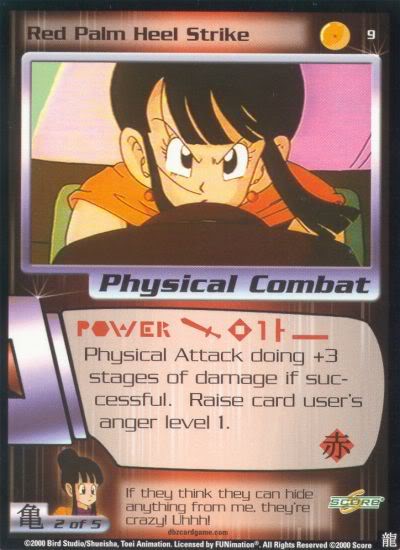 Red Palm Heel Strike
9
Physical Combat
POWER
Physical Attack doing +3
stages of damage if suc-
cessful. Raise card user's
anger level 1.
赤
If they think they can hide
anything from me, they're
crazy! Uhhh!
dbzcardgame.com
亀
2 of 5
SCORE
龍
©2000 Bird Studio/Shueisha, Toei Animation. Licensed by FUNimation®. All Rights Reserved ©2000 Score